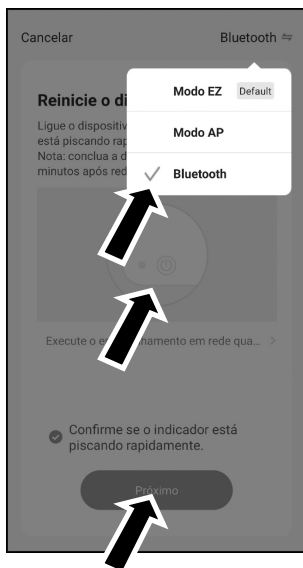 Cancelar
Bluetooth
Modo EZ Default
Reinicie o di
Ligue o dispositiv
Modo AP
está piscando rap
Nota: conclua a d
minutos após red
Bluetooth
Execute o e hamento em rede qua...
Confirme se o indicador está
piscando rapidamente.
Próximo